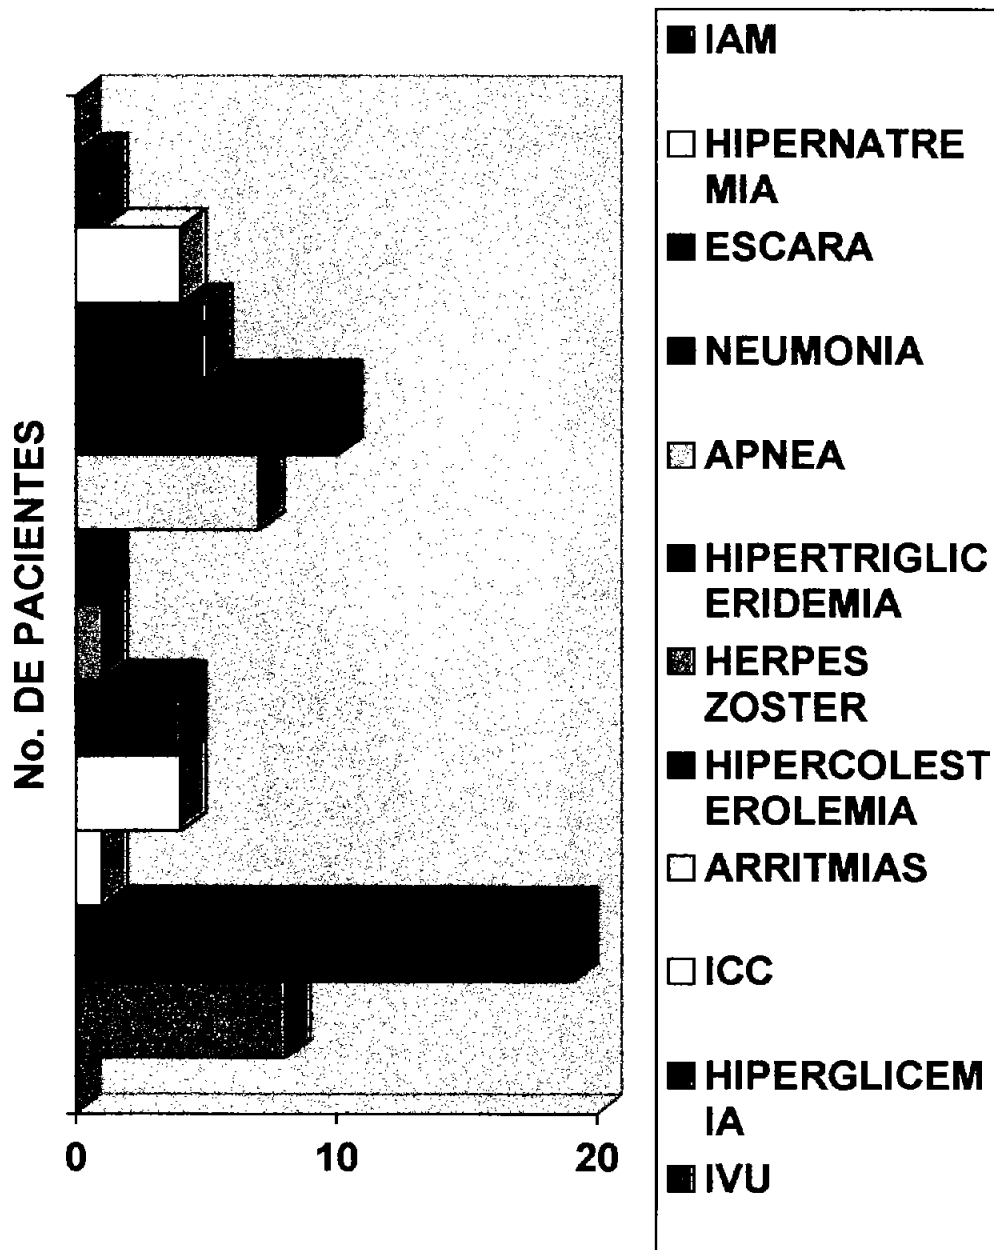 No. DE PACIENTES
0 10 20
IAM
HIPERNATRE
MIA
ESCARA
NEUMONIA
APNEA
HIPERTRIGLIC
ERIDEMIA
HERPES
ZOSTER
HIPERCOLEST
EROLEMIA
ARRITMIAS
ICC
HIPERGLICEM
IA
IVU